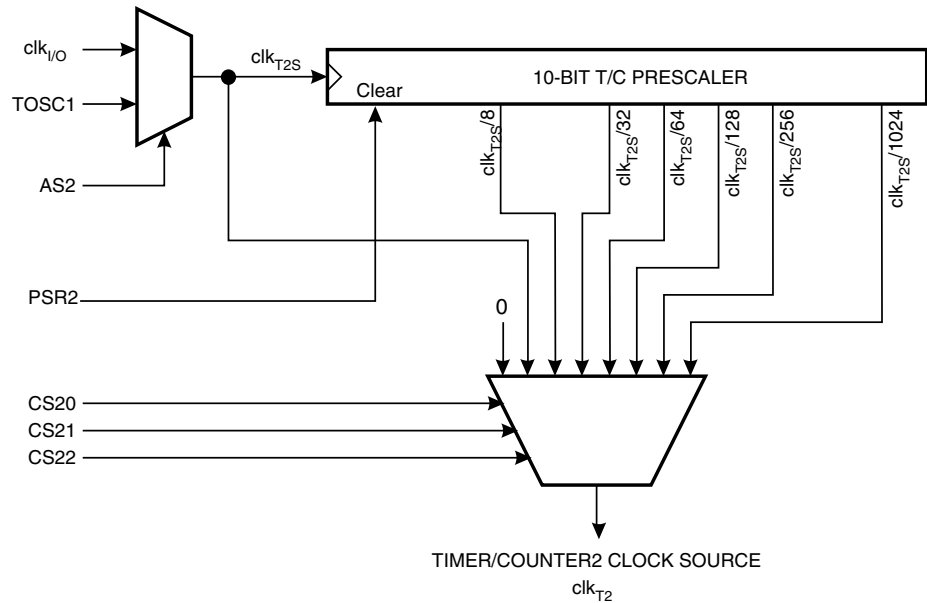 clkI/O
clkT2S
10-BIT T/C PRESCALER
TOSC1
Clear
clkT2S/8
clkT2S/32
clkT2S/64
clkT2S/128
clkT2S/256
clkT2S/1024
AS2
PSR2
0
CS20
CS21
CS22
TIMER/COUNTER2 CLOCK SOURCE
clkT2